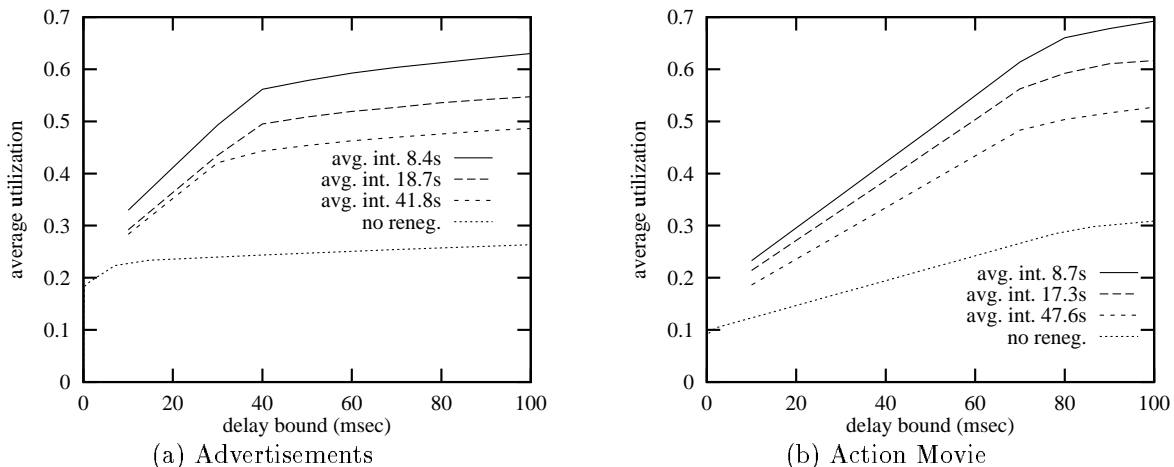 0.7
0.6
0.5
0.4
0.3
0.2
0.1
0
average utilization
avg. int. 8.4s
avg. int. 18.7s
avg. int. 41.8s
no reneg.
0 20 40 60 80 100
delay bound (msec)
(a) Advertisements
0.7
0.6
0.5
0.4
0.3
0.2
0.1
0
average utilization
avg. int. 8.7s
avg. int. 17.3s
avg. int. 47.6s
no reneg.
0 20 40 60 80 100
delay bound (msec)
(b) Action Movie